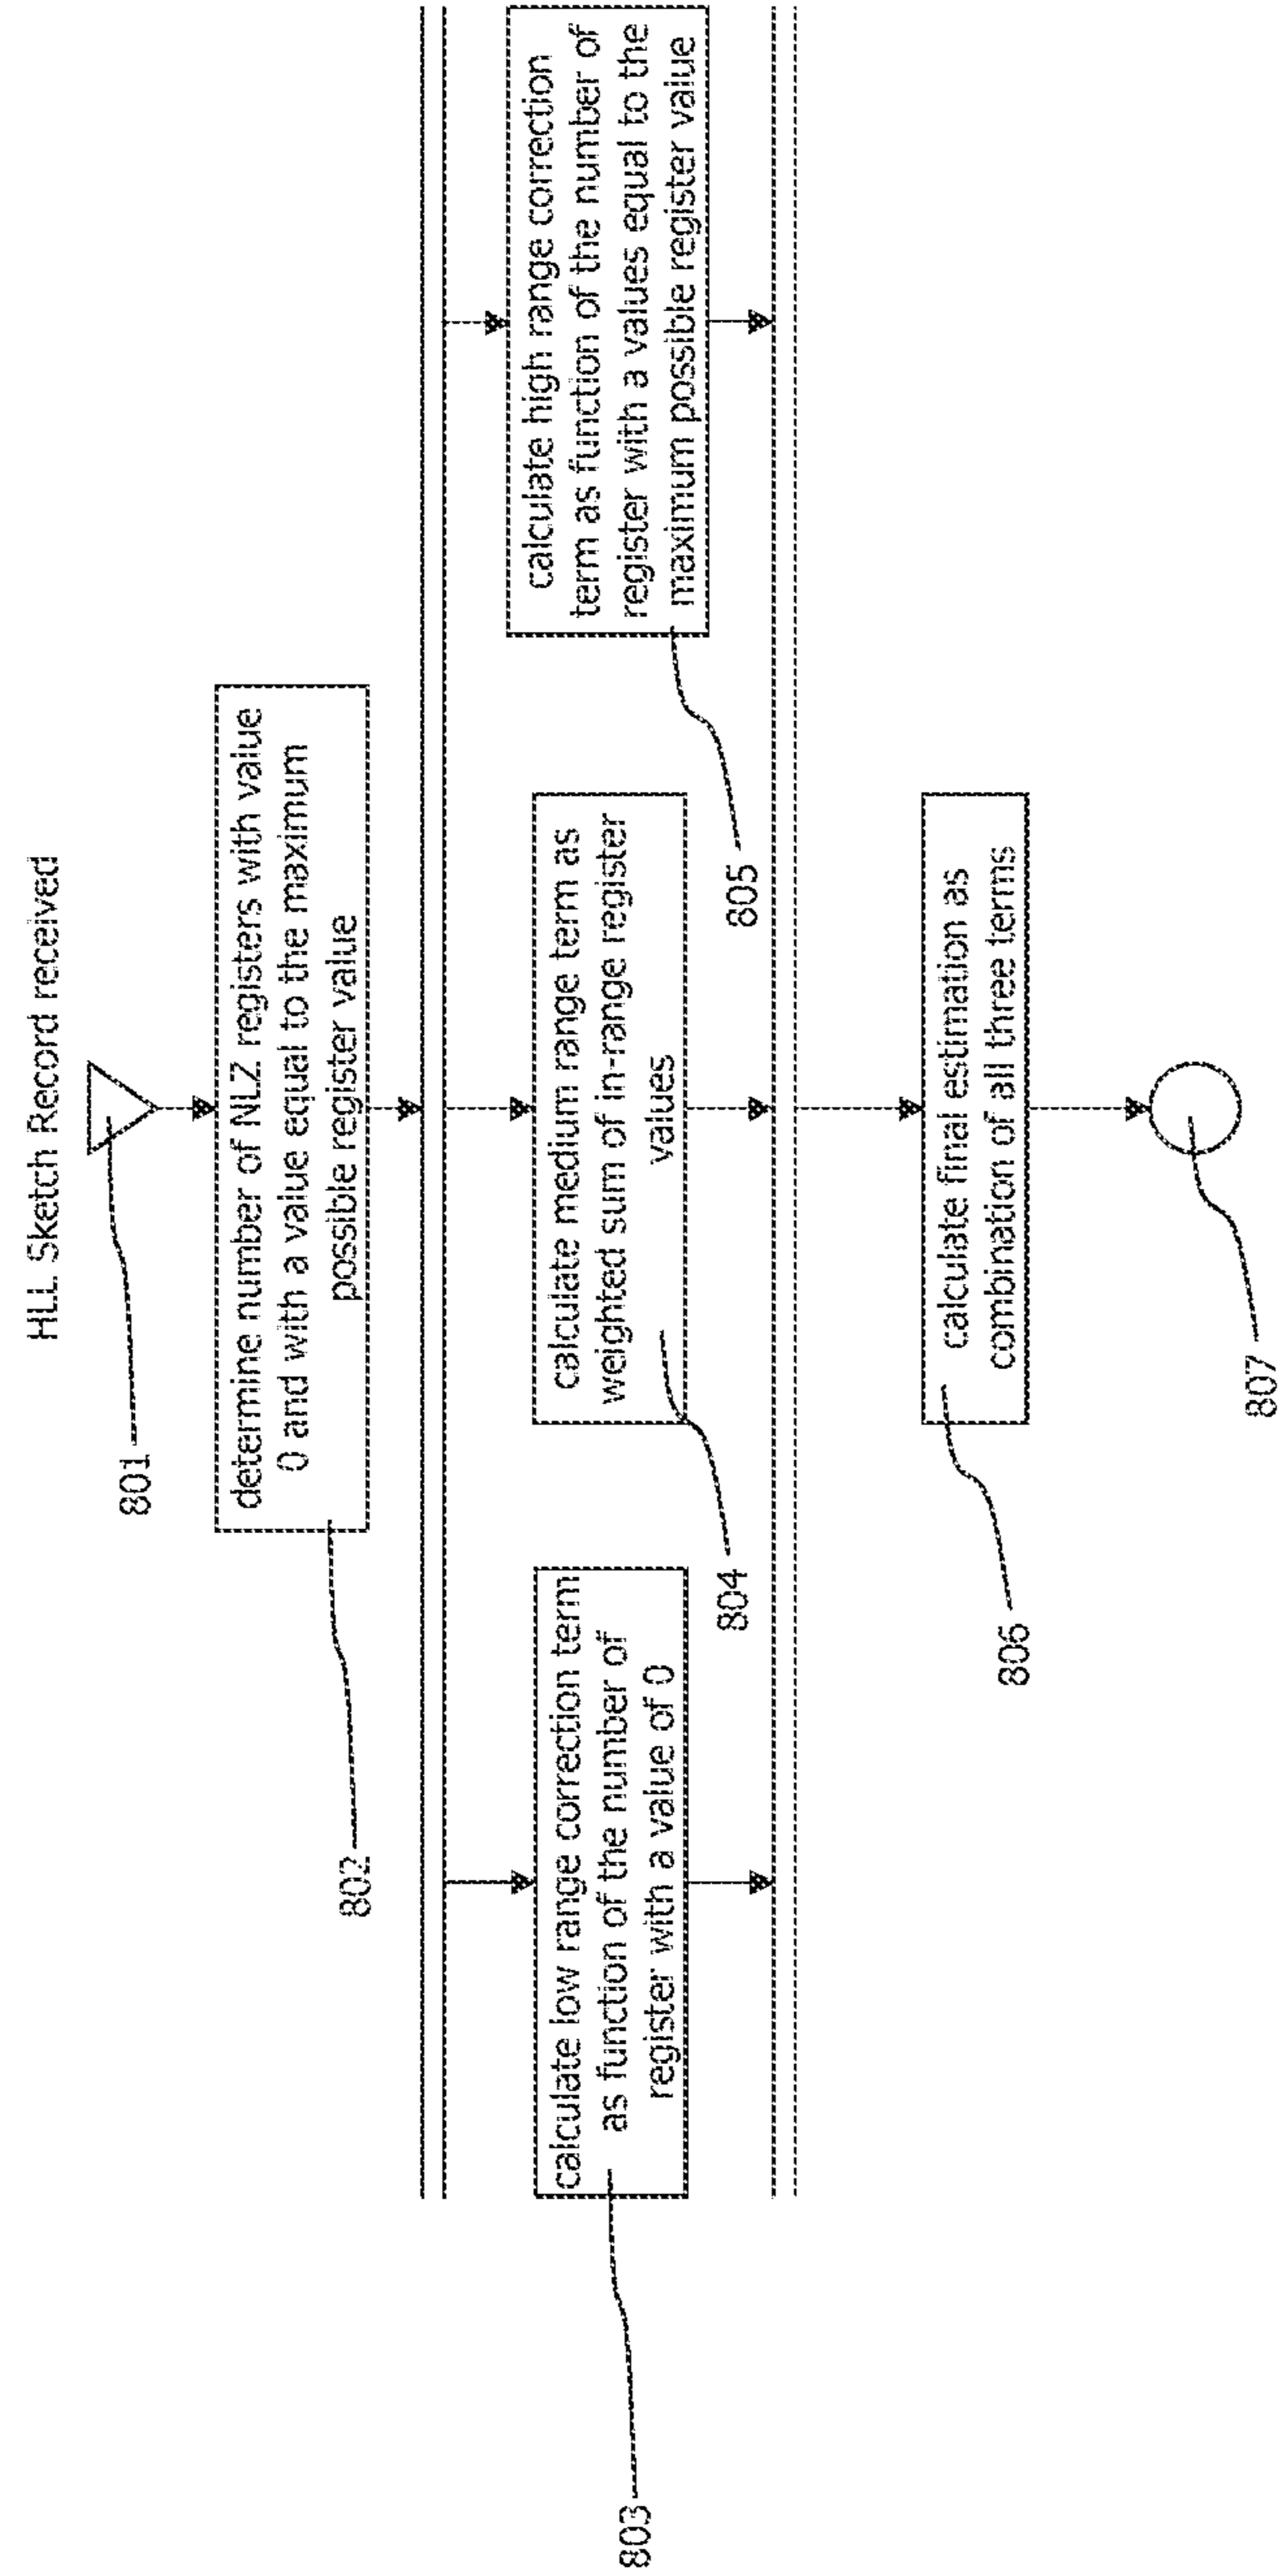 HLL Sketch Record received
801
determine number of NLZ registers with value
0 and with a value equal to the maximum
possible register value
802
calculate low range correction term
as function of the number of
register with a value of 0
803
calculate medium range term as
weighted sum of in-range register
values
804
calculate high range correction
term as function of the number of
register with a values equal to the
maximum possible register value
805
calculate final estimation as
combination of all three terms
806
807